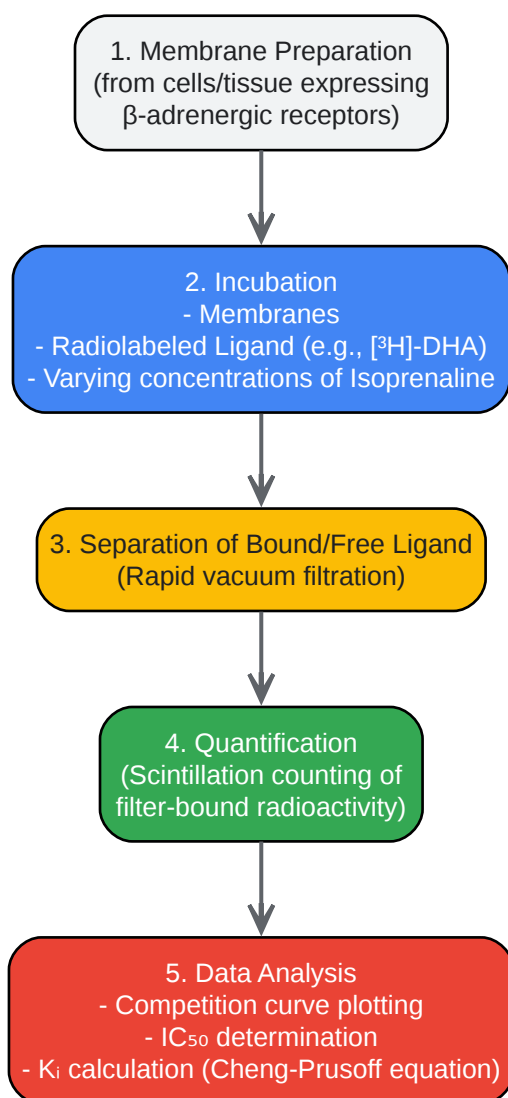 1. Membrane Preparation
(from cells/tissue expressing
β-adrenergic receptors)
2. Incubation
- Membranes
- Radiolabeled Ligand (e.g., [³H]-DHA)
- Varying concentrations of Isoprenaline
3. Separation of Bound/Free Ligand
(Rapid vacuum filtration)
4. Quantification
(Scintillation counting of
filter-bound radioactivity)
5. Data Analysis
- Competition curve plotting
- IC₅₀ determination
- Kᵢ calculation (Cheng-Prusoff equation)